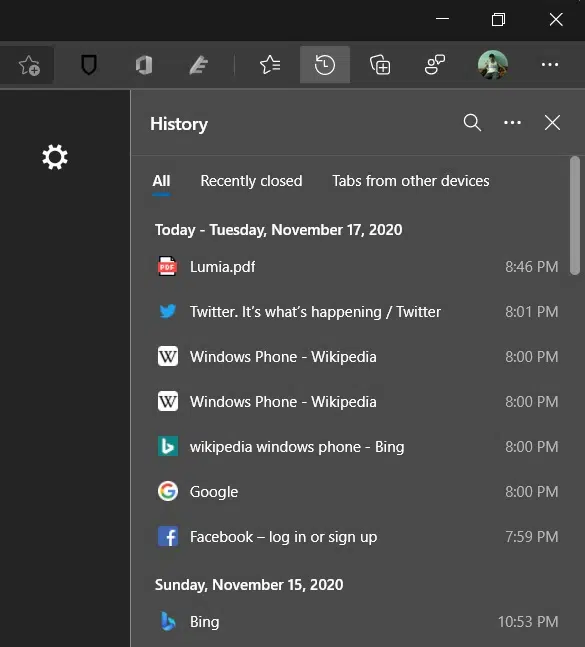 History
All Recently closed Tabs from other devices
Today - Tuesday, November 17, 2020
PDF Lumia.pdf 8:46 PM
Twitter. It’s what’s happening / Twitter 8:01 PM
W Windows Phone - Wikipedia 8:00 PM
W Windows Phone - Wikipedia 8:00 PM
wikipedia windows phone - Bing 8:00 PM
G Google 8:00 PM
f Facebook – log in or sign up 7:59 PM
Sunday, November 15, 2020
Bing 10:53 PM